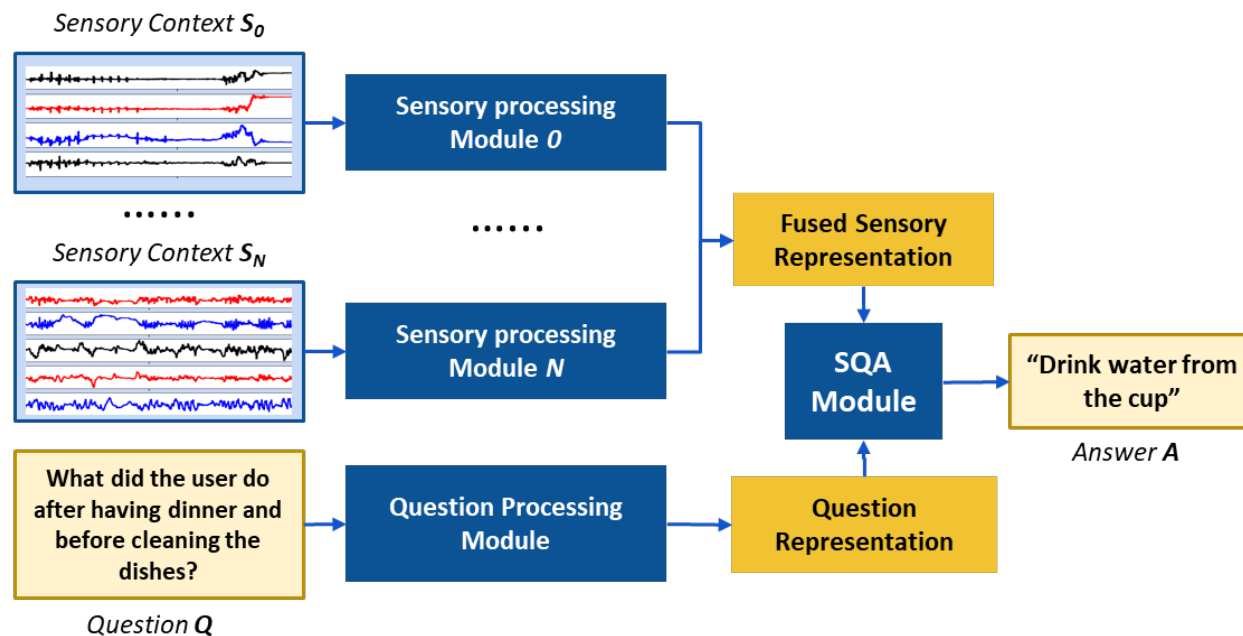 Sensory Context S0
Sensory processing
Module 0
......
......
Sensory Context SN
Sensory processing
Module N
Fused Sensory
Representation
SQA
Module
“Drink water from
the cup”
Answer A
What did the user do
after having dinner and
before cleaning the
dishes?
Question Q
Question Processing
Module
Question
Representation